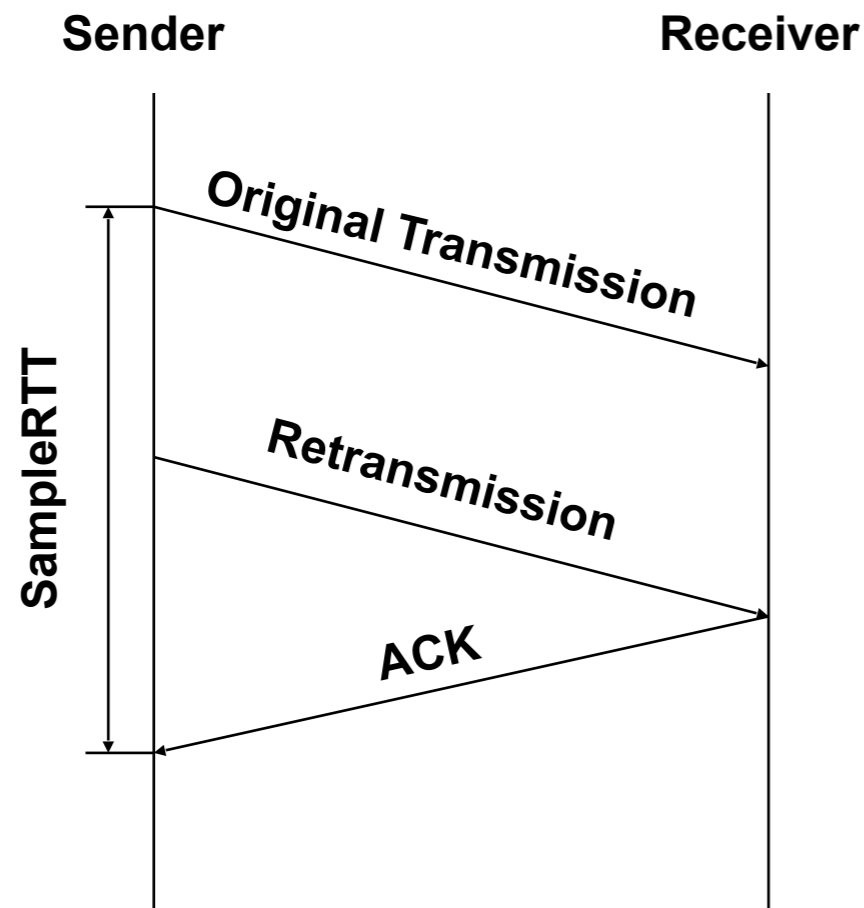 Sender
Receiver
Original Transmission
SampleRTT
Retransmission
ACK